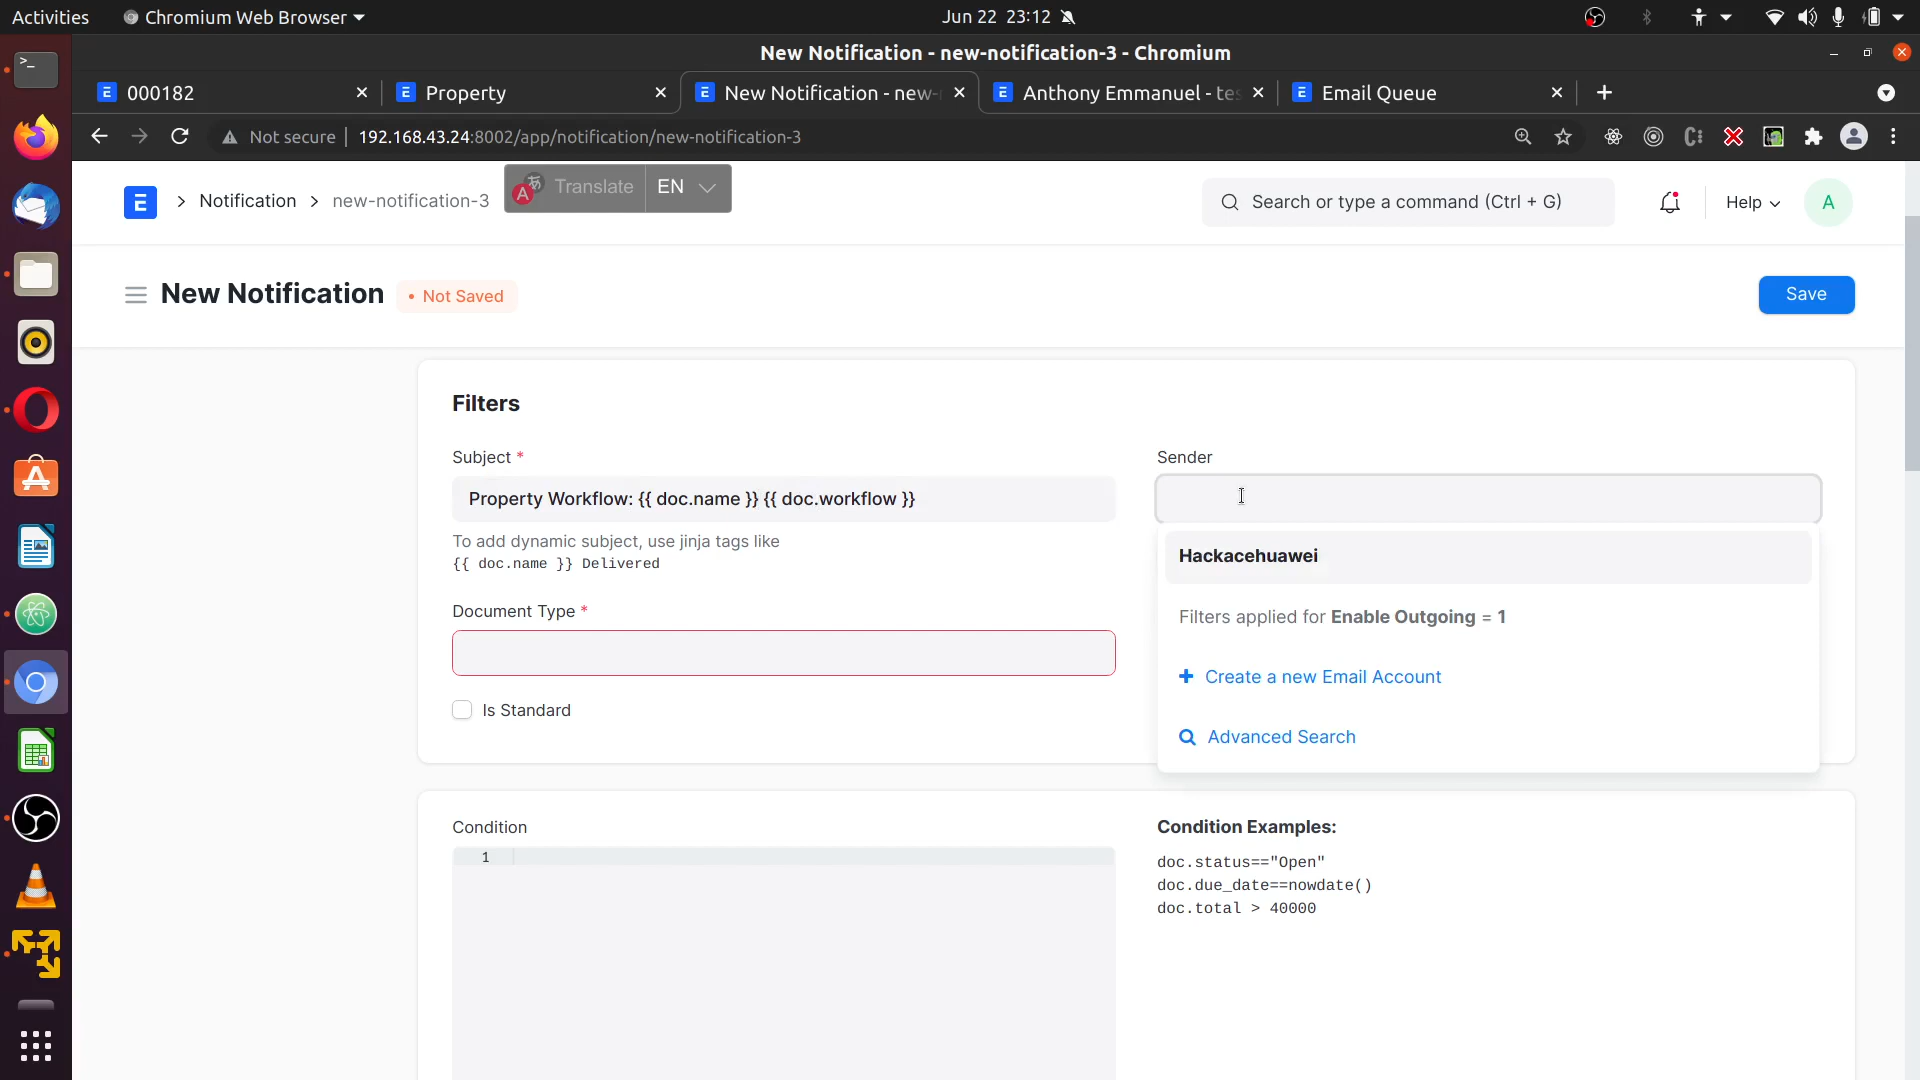 Activities
Chromium Web Browser
Jun 22 23:12
New Notification - new-notification-3 - Chromium
E 000182
E Property
E New Notification - new-
E Anthony Emmanuel - tes
E Email Queue
Not secure
192.168.43.24:8002/app/notification/new-notification-3
E
Notification
new-notification-3
Translate
EN
Search or type a command (Ctrl + G)
Help
A
New Notification
• Not Saved
Save
Filters
Subject *
Property Workflow: {{ doc.name }} {{ doc.workflow }}
To add dynamic subject, use jinja tags like
{{ doc.name }} Delivered
Document Type *
Is Standard
Sender
Hackacehuawei
Filters applied for Enable Outgoing = 1
+ Create a new Email Account
Advanced Search
Condition
1
Condition Examples:
doc.status=="Open"
doc.due_date==nowdate()
doc.total > 40000